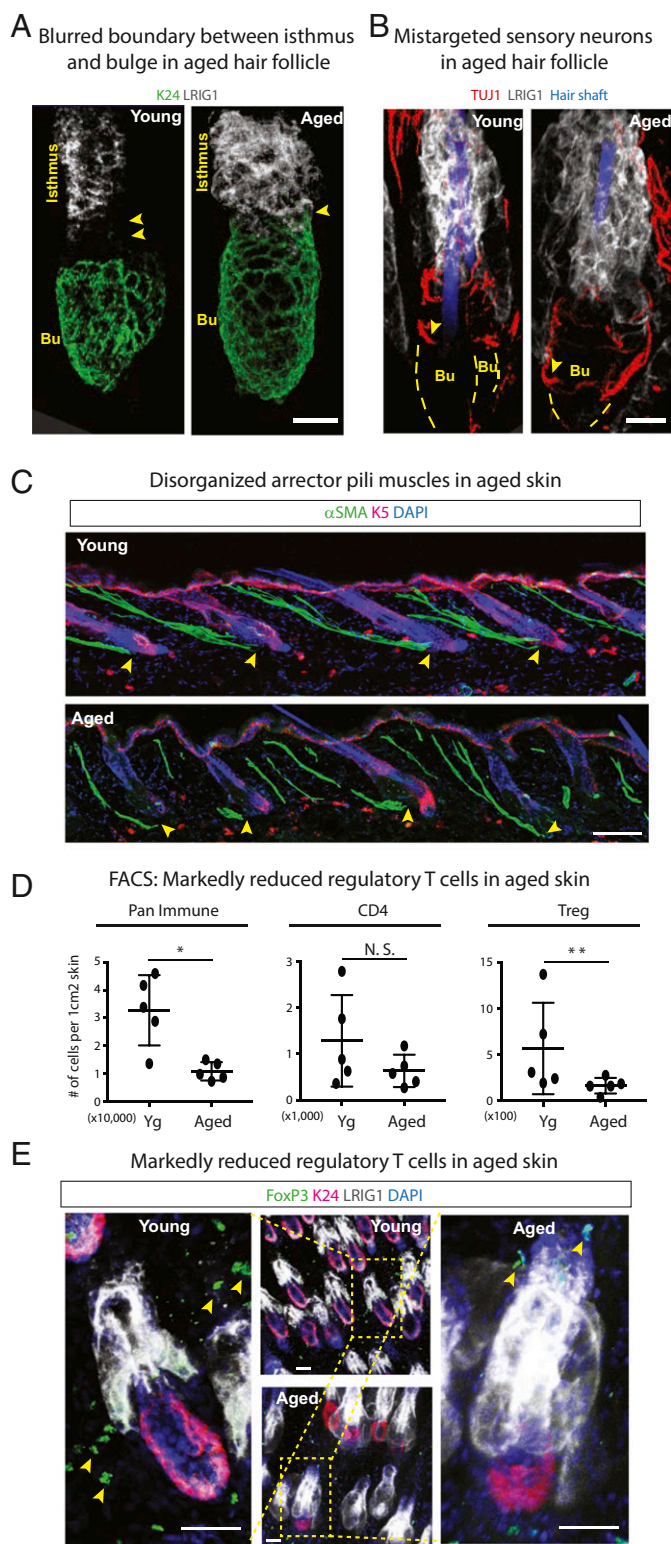 A
Blurred boundary between isthmus
and bulge in aged hair follicle
K24 LRIG1
Young
Isthmus
Bu
Aged
Isthmus
Bu
B
Mistargeted sensory neurons
in aged hair follicle
TUJ1 LRIG1 Hair shaft
Young
Bu
Bu
Aged
Bu
C
Disorganized arrector pili muscles in aged skin
αSMA K5 DAPI
Young
Aged
D
FACS: Markedly reduced regulatory T cells in aged skin
# of cells per 1cm2 skin
Pan Immune
*
5
4
3
2
1
0
(x10,000)
Yg Aged
CD4
N. S.
3
2
1
0
(x1,000)
Yg Aged
Treg
**
15
10
5
0
(x100)
Yg Aged
E
Markedly reduced regulatory T cells in aged skin
FoxP3 K24 LRIG1 DAPI
Young
Young
Aged
Aged